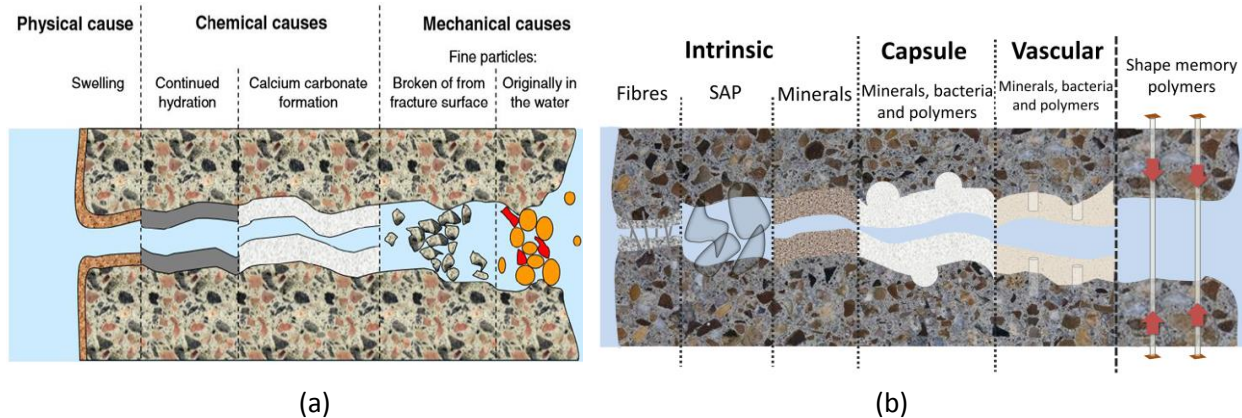 Physical cause
Chemical causes
Mechanical causes
Fine particles:
Swelling
Continued
hydration
Calcium carbonate
formation
Broken of from
fracture surface
Originally in
the water
(a)
Intrinsic
Capsule
Vascular
Fibres
SAP
Minerals
Minerals, bacteria
and polymers
Minerals, bacteria
and polymers
Shape memory
polymers
(b)